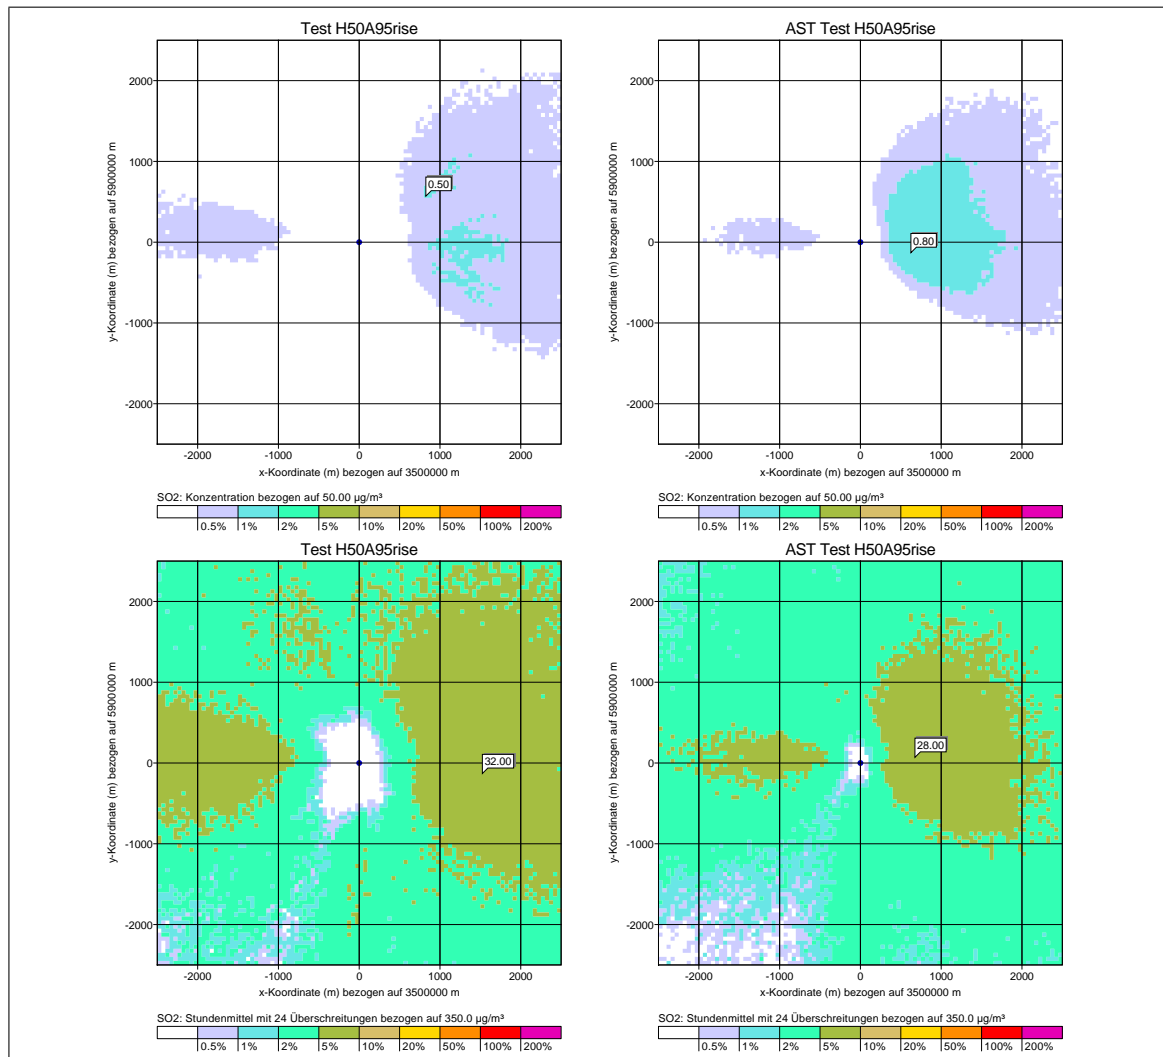 Test H50A95rise
2000
1000
0
-1000
-2000
y-Koordinate (m) bezogen auf 5900000 m
0.50
-2000 -1000 0 1000 2000
x-Koordinate (m) bezogen auf 3500000 m
SO2: Konzentration bezogen auf 50.00 µg/m³
0.5% 1% 2% 5% 10% 20% 50% 100% 200%
AST Test H50A95rise
2000
1000
0
-1000
-2000
y-Koordinate (m) bezogen auf 5900000 m
0.80
-2000 -1000 0 1000 2000
x-Koordinate (m) bezogen auf 3500000 m
SO2: Konzentration bezogen auf 50.00 µg/m³
0.5% 1% 2% 5% 10% 20% 50% 100% 200%
Test H50A95rise
2000
1000
0
-1000
-2000
y-Koordinate (m) bezogen auf 5900000 m
32.00
-2000 -1000 0 1000 2000
x-Koordinate (m) bezogen auf 3500000 m
SO2: Stundenmittel mit 24 Überschreitungen bezogen auf 350.0 µg/m³
0.5% 1% 2% 5% 10% 20% 50% 100% 200%
AST Test H50A95rise
2000
1000
0
-1000
-2000
y-Koordinate (m) bezogen auf 5900000 m
28.00
-2000 -1000 0 1000 2000
x-Koordinate (m) bezogen auf 3500000 m
SO2: Stundenmittel mit 24 Überschreitungen bezogen auf 350.0 µg/m³
0.5% 1% 2% 5% 10% 20% 50% 100% 200%